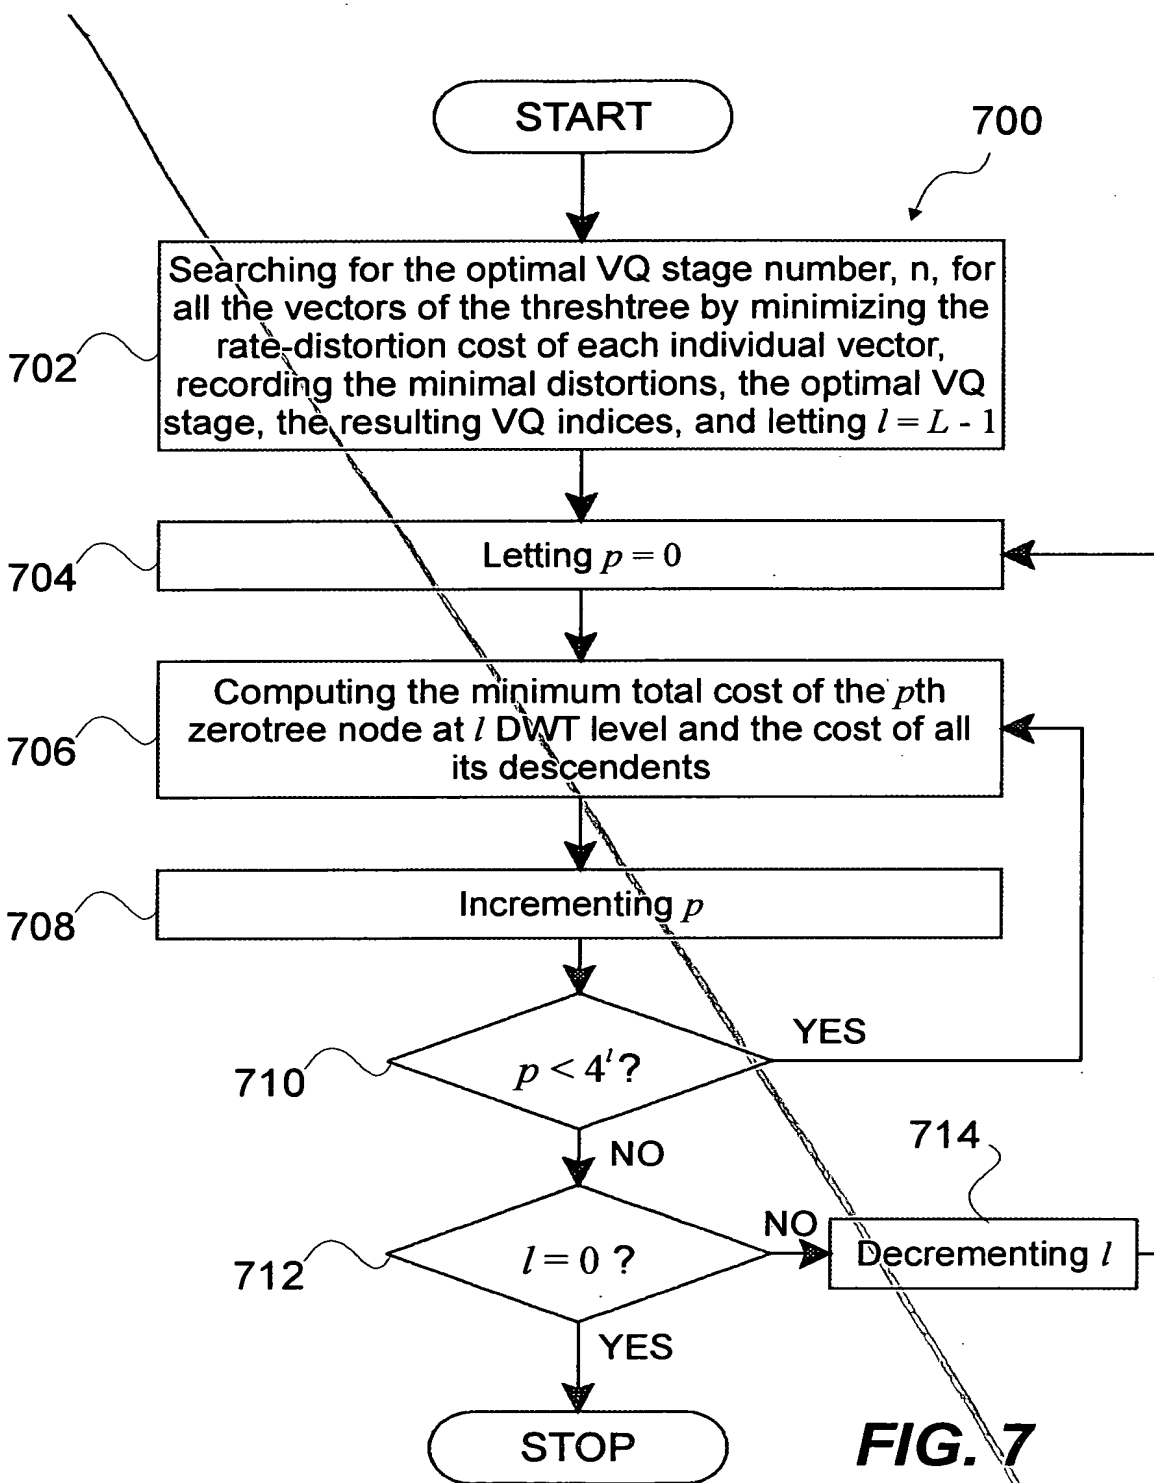 START
700
Searching for the optimal VQ stage number, n, for
all the vectors of the threshtree by minimizing the
rate-distortion cost of each individual vector,
recording the minimal distortions, the optimal VQ
stage, the resulting VQ indices, and letting l = L - 1
702
Letting p = 0
704
Computing the minimum total cost of the pth
zerotree node at l DWT level and the cost of all
its descendents
706
Incrementing p
708
p < 4^l ?
YES
710
NO
714
l = 0 ?
NO
Decrementing l
712
YES
STOP
FIG. 7